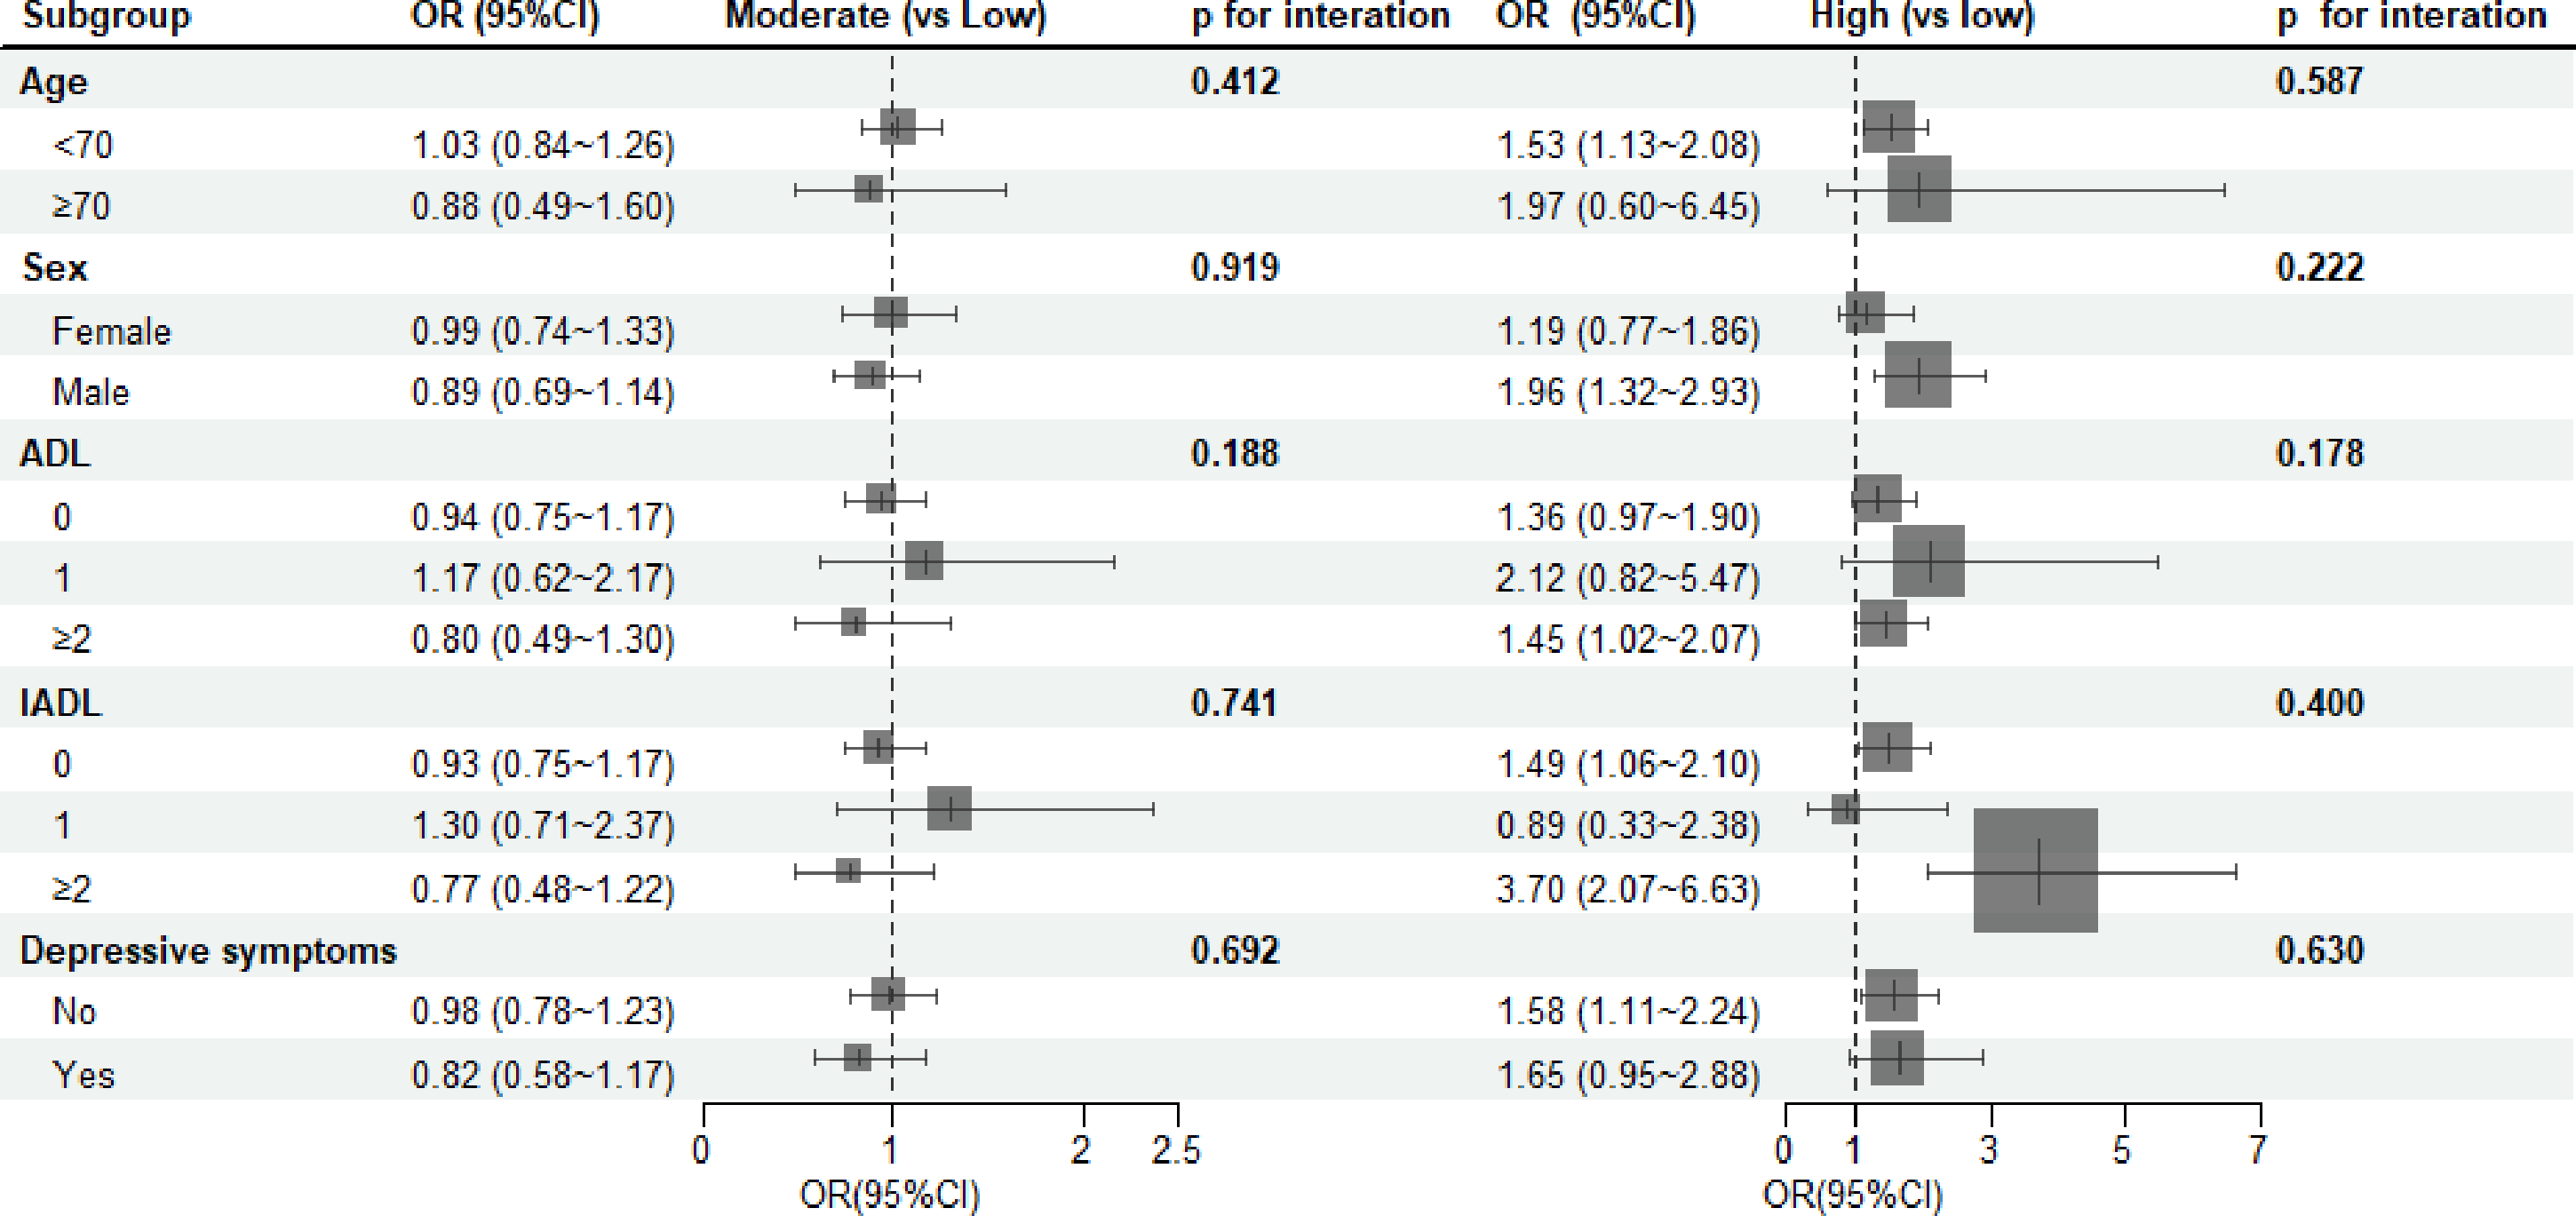 Subgroup OR (95%CI) Moderate (vs Low) p for interation OR (95%CI) High (vs low) p for interation
Age 0.412 0.587
<70 1.03 (0.84~1.26) 1.53 (1.13~2.08)
≥70 0.88 (0.49~1.60) 1.97 (0.60~6.45)
Sex 0.919 0.222
Female 0.99 (0.74~1.33) 1.19 (0.77~1.86)
Male 0.89 (0.69~1.14) 1.96 (1.32~2.93)
ADL 0.188 0.178
0 0.94 (0.75~1.17) 1.36 (0.97~1.90)
1 1.17 (0.62~2.17) 2.12 (0.82~5.47)
≥2 0.80 (0.49~1.30) 1.45 (1.02~2.07)
IADL 0.741 0.400
0 0.93 (0.75~1.17) 1.49 (1.06~2.10)
1 1.30 (0.71~2.37) 0.89 (0.33~2.38)
≥2 0.77 (0.48~1.22) 3.70 (2.07~6.63)
Depressive symptoms 0.692 0.630
No 0.98 (0.78~1.23) 1.58 (1.11~2.24)
Yes 0.82 (0.58~1.17) 1.65 (0.95~2.88)
0 1 2 2.5 0 1 3 5 7
OR(95%CI) OR(95%CI)